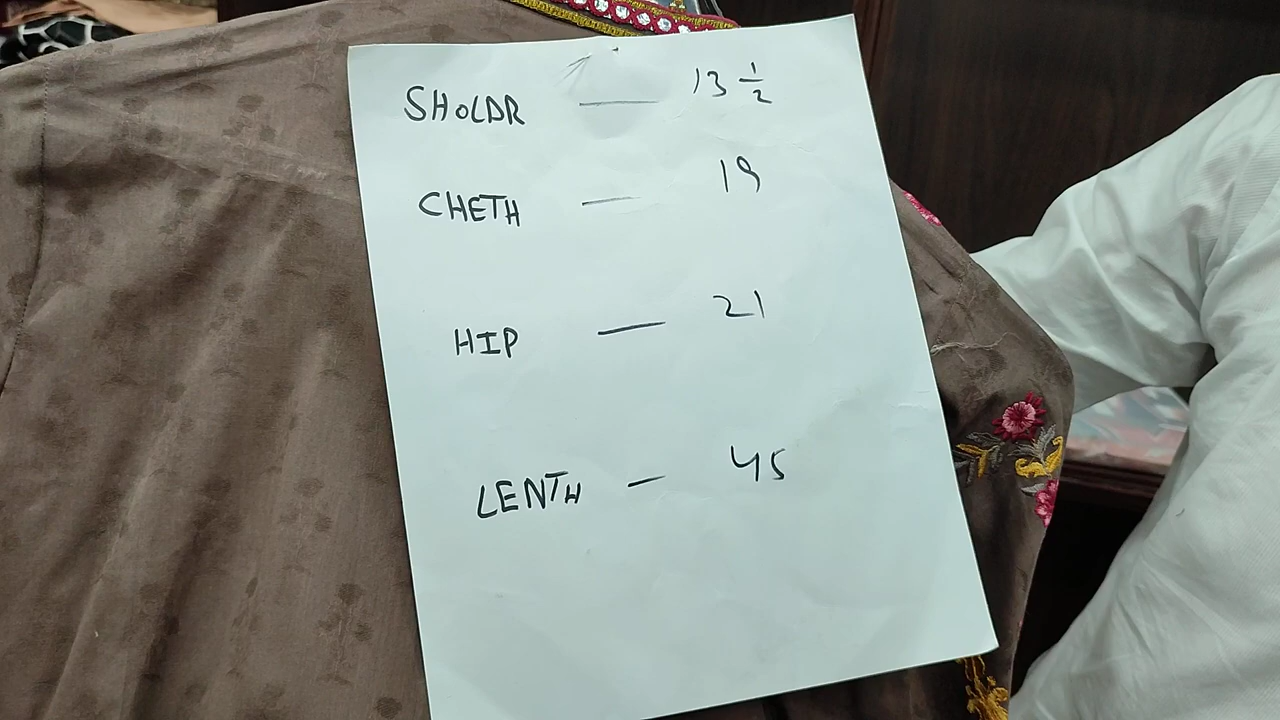 SHOLDR — 13 1/2
CHETH — 19
HIP — 21
LENTH — 45